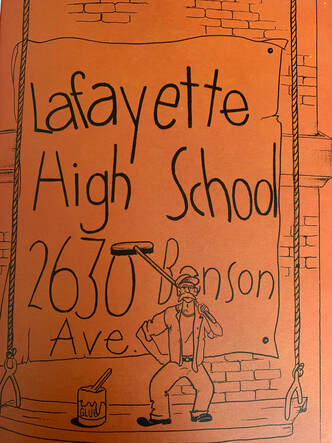 Lafayette
High School
2630 Benson
Ave.
GLUE